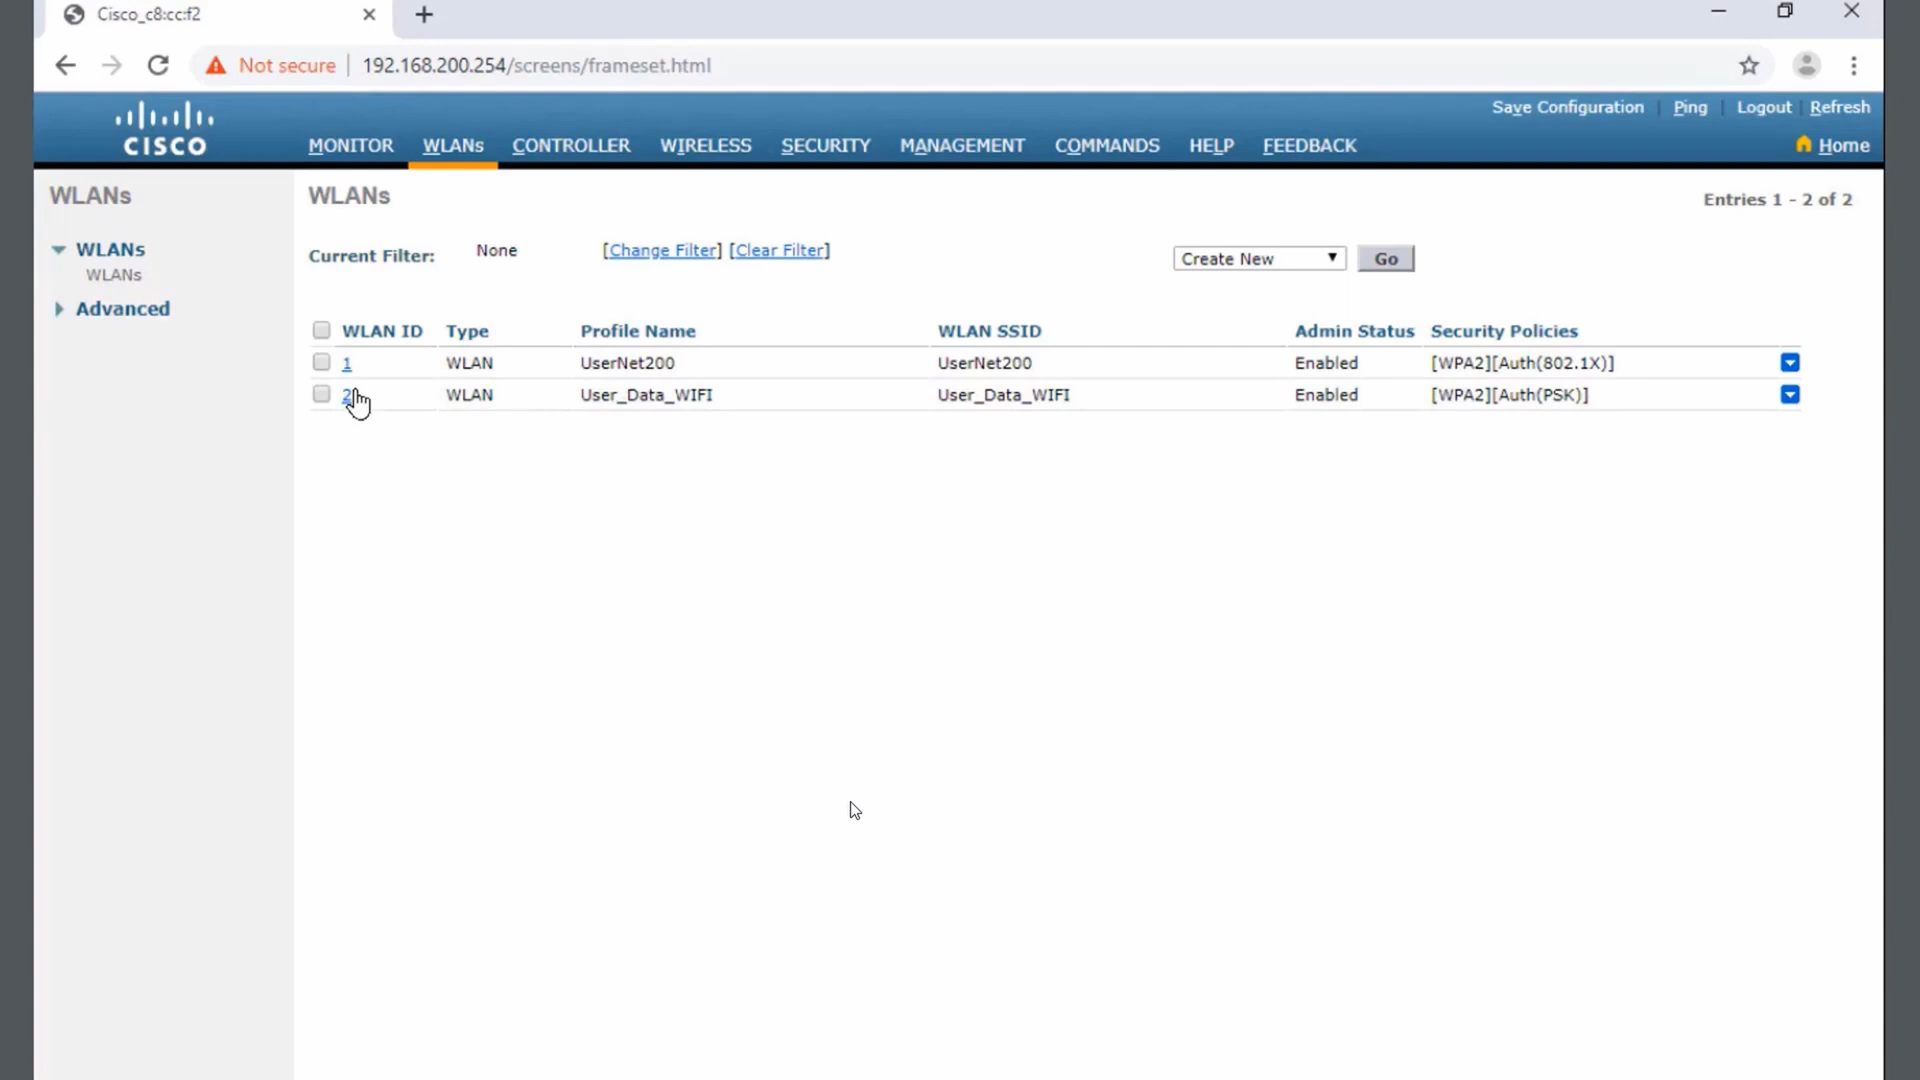 Cisco_c8:cc:f2
Not secure | 192.168.200.254/screens/frameset.html
Save Configuration | Ping | Logout | Refresh
CISCO
MONITOR WLANs CONTROLLER WIRELESS SECURITY MANAGEMENT COMMANDS HELP FEEDBACK
Home
WLANs
WLANs
WLANs
Advanced
WLANs
Entries 1 - 2 of 2
Current Filter: None [Change Filter] [Clear Filter]
Create New Go
WLAN ID Type Profile Name WLAN SSID Admin Status Security Policies
1 WLAN UserNet200 UserNet200 Enabled [WPA2][Auth(802.1X)]
2 WLAN User_Data_WIFI User_Data_WIFI Enabled [WPA2][Auth(PSK)]